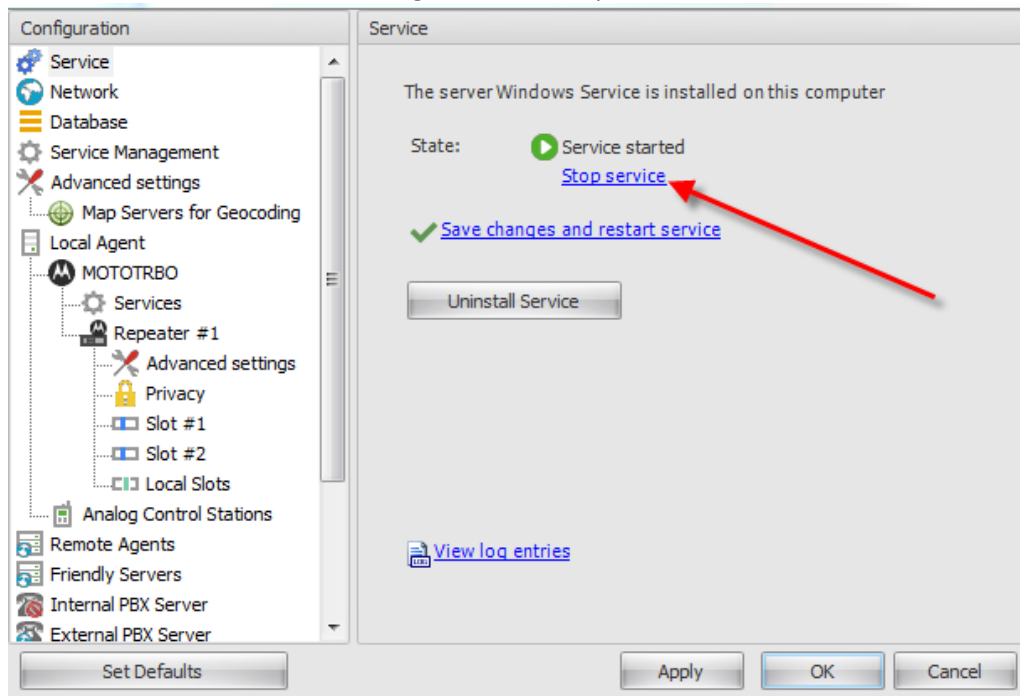 Configuration
Service
Network
Database
Service Management
Advanced settings
Map Servers for Geocoding
Local Agent
MOTOTRBO
Services
Repeater #1
Advanced settings
Privacy
Slot #1
Slot #2
Local Slots
Analog Control Stations
Remote Agents
Friendly Servers
Internal PBX Server
External PBX Server
Set Defaults
Service
The server Windows Service is installed on this computer
State: Service started
Stop service
Save changes and restart service
Uninstall Service
LOG View log entries
Apply OK Cancel